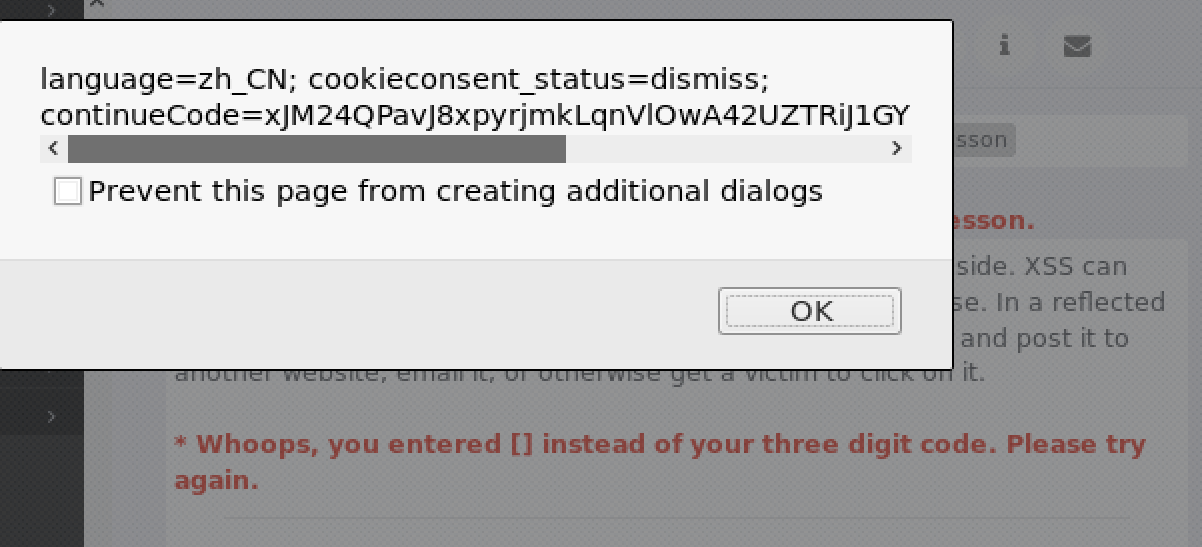 language=zh_CN; cookieconsent_status=dismiss;
continueCode=xJM24QPavJ8xpyrjmkLqnVlOwA42UZTRiJ1GY
Prevent this page from creating additional dialogs
OK
sson
esson.
side. XSS can
se. In a reflected
and post it to
another website, email it, or otherwise get a victim to click on it.
* Whoops, you entered [] instead of your three digit code. Please try
again.